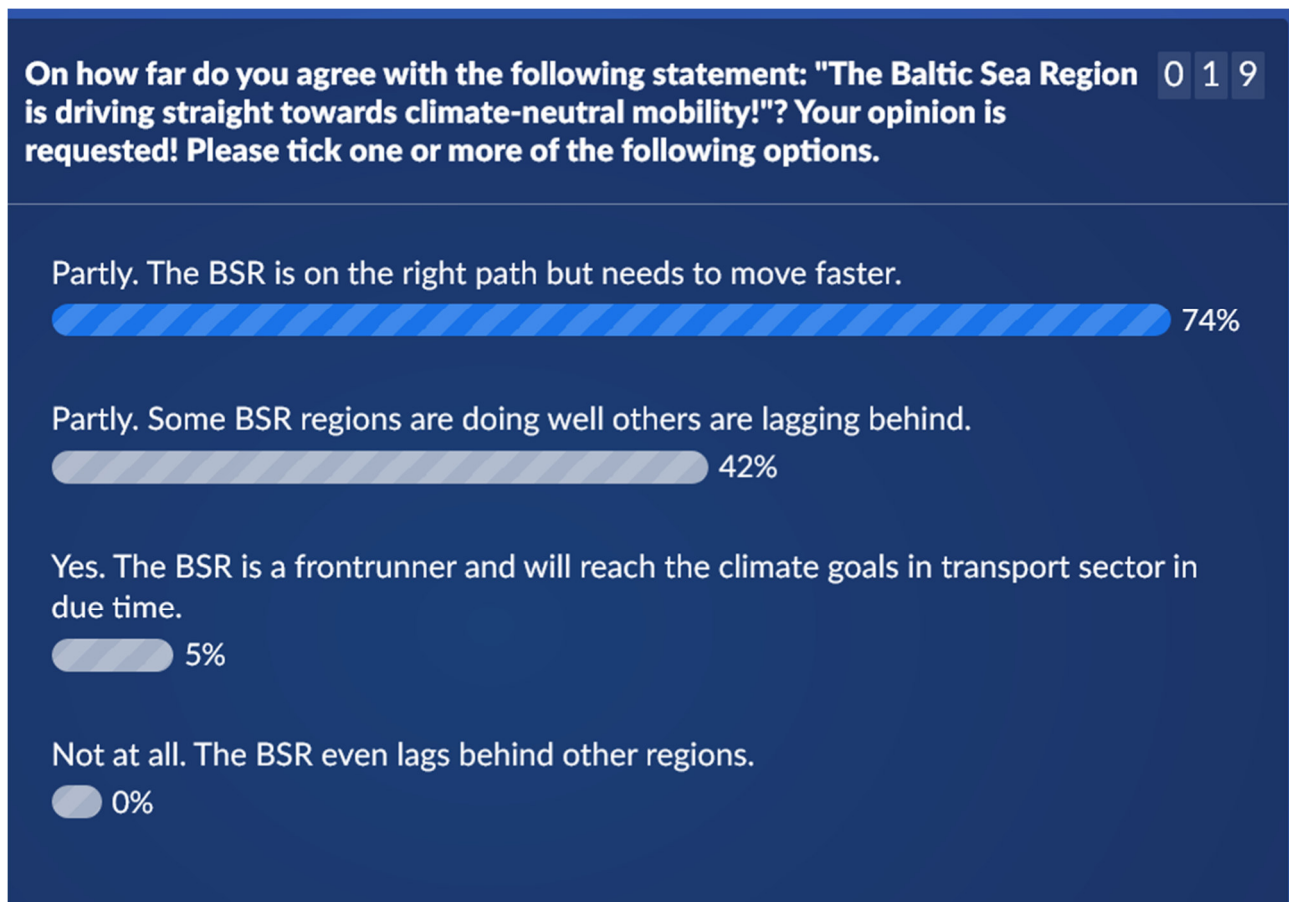 On how far do you agree with the following statement: "The Baltic Sea Region
0 1 9
is driving straight towards climate-neutral mobility!"? Your opinion is
requested! Please tick one or more of the following options.
Partly. The BSR is on the right path but needs to move faster.
74%
Partly. Some BSR regions are doing well others are lagging behind.
42%
Yes. The BSR is a frontrunner and will reach the climate goals in transport sector in
due time.
5%
Not at all. The BSR even lags behind other regions.
0%